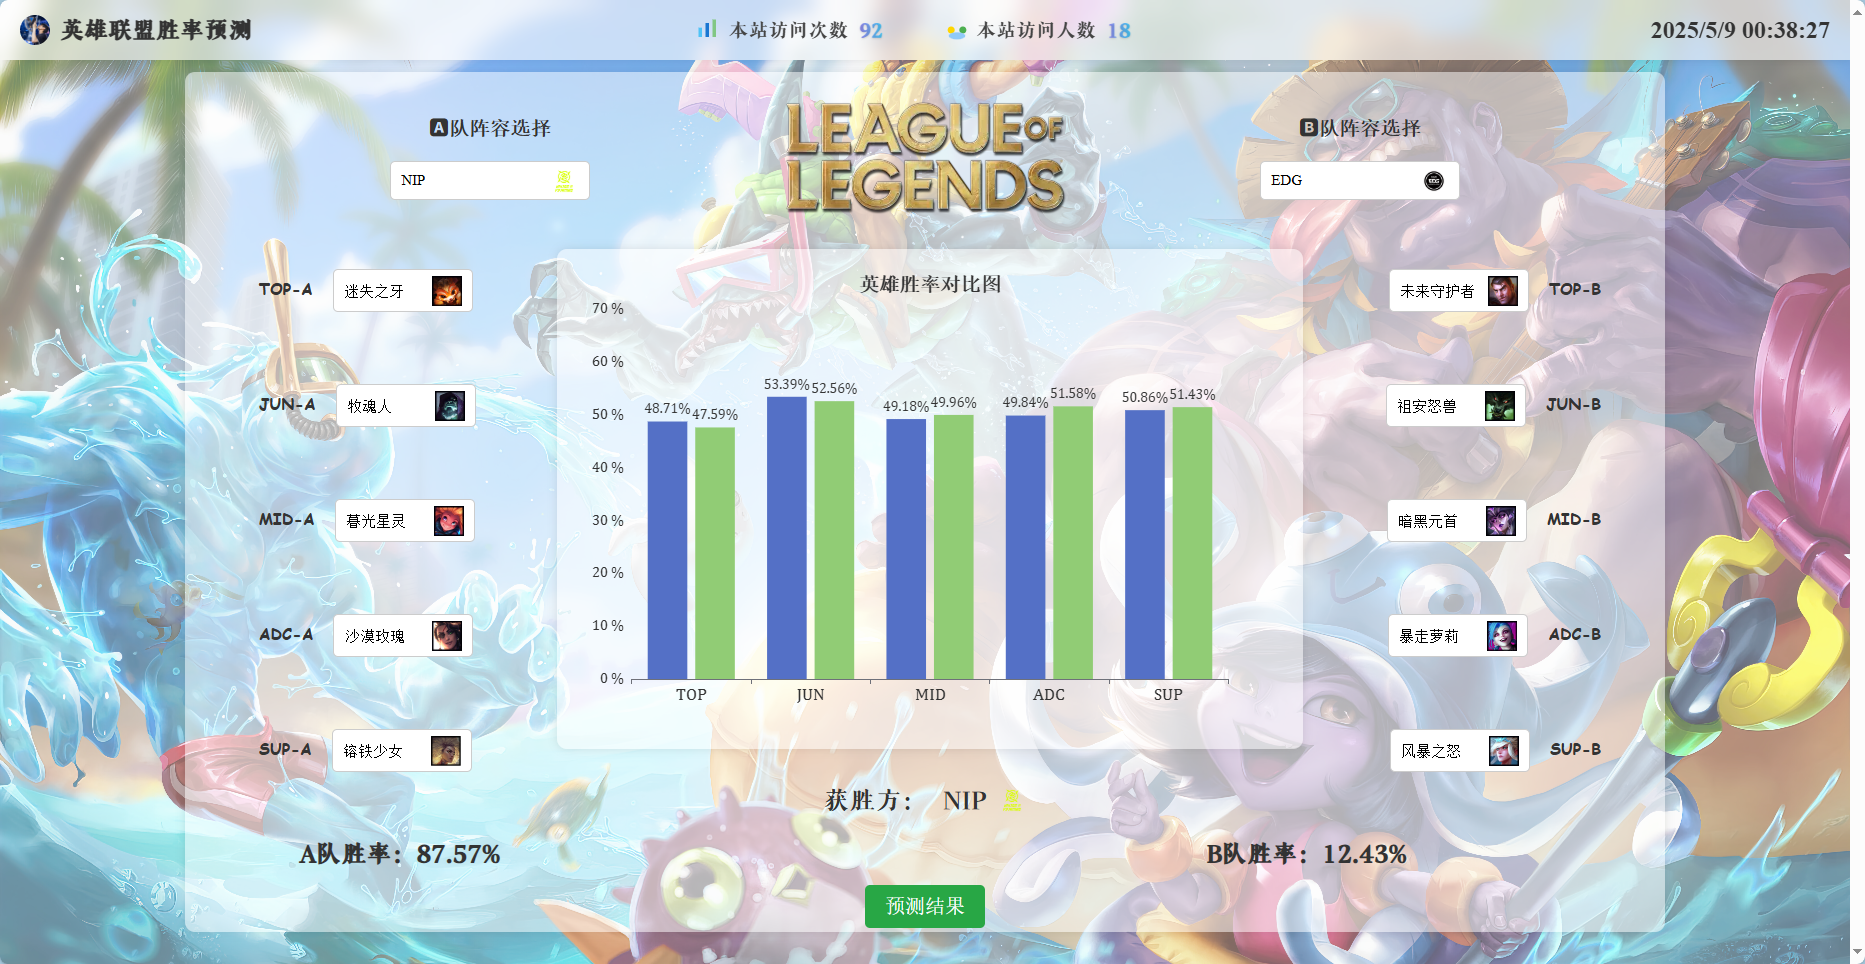 英雄联盟胜率预测
本站访问次数 92
本站访问人数 18
2025/5/9 00:38:27
A队阵容选择
NIP
LEAGUE OF
LEGENDS
B队阵容选择
EDG
TOP-A 迷失之牙
JUN-A 牧魂人
MID-A 暮光星灵
ADC-A 沙漠玫瑰
SUP-A 镕铁少女
英雄胜率对比图
70 %
60 %
50 %
40 %
30 %
20 %
10 %
0 %
48.71% 47.59%
53.39% 52.56%
49.18% 49.96%
49.84% 51.58%
50.86% 51.43%
TOP JUN MID ADC SUP
未来守护者 TOP-B
祖安怒兽 JUN-B
暗黑元首 MID-B
暴走萝莉 ADC-B
风暴之怒 SUP-B
获胜方： NIP
A队胜率：87.57%
B队胜率：12.43%
预测结果